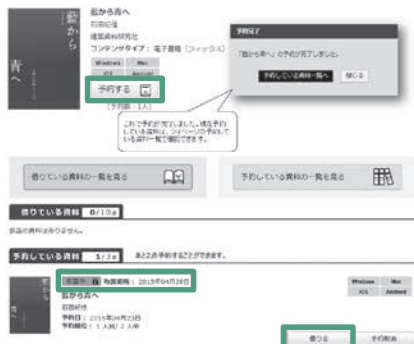 藍から青へ
石田紀佳
建築資料研究社
コンテンツタイプ： 電子書籍（フィックス）
Windows Mac
iOS Android
予約する
（予約数：1人）
予約完了
「藍から青へ」の予約が完了しました。
予約している資料一覧へ 閉じる
これで予約が完了しました。現在予約
している資料は、マイページの予約して
いる資料一覧で確認できます。
藍から
青へ
借りている資料の一覧を見る
予約している資料の一覧を見る
借りている資料 0/10点
該当の資料はありません。
予約している資料 1/3点 あと2点予約することができます。
取置期限： 2015年04月28日
藍から青へ
石田紀佳
予約日： 2015年04月23日
予約順位： 1 人目/ 2 人中
Windows Mac
iOS Android
借りる 予約取消